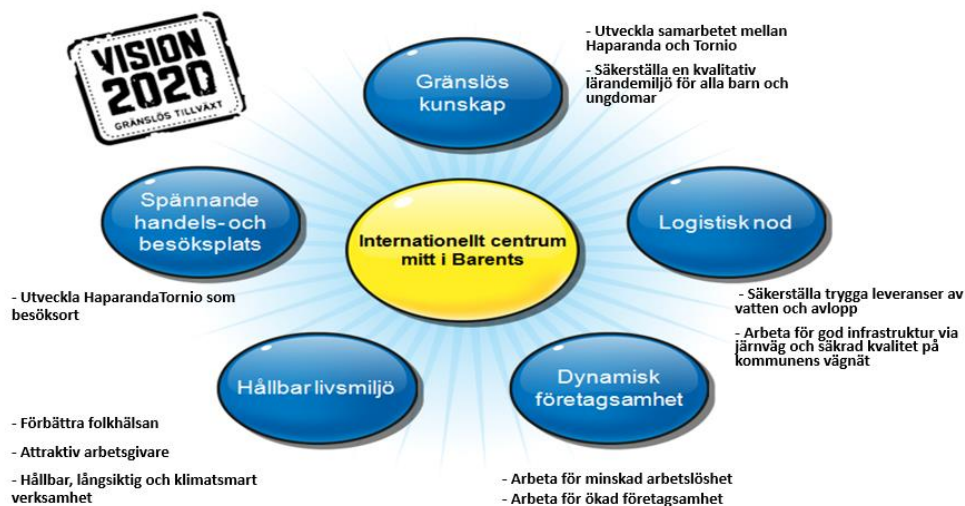 VISION
2020
GRÄNSLÖS TILLVÄXT
Gränslös
kunskap
- Utveckla samarbetet mellan
Haparanda och Tornio
- Säkerställa en kvalitativ
lärandemiljö för alla barn och
ungdomar
Spännande
handels- och
besöksplats
- Utveckla HaparandaTornio som
besöksort
Internationellt centrum
mitt i Barents
Logistisk nod
- Säkerställa trygga leveranser av
vatten och avlopp
- Arbeta för god infrastruktur via
järnväg och säkrad kvalitet på
kommunens vägnät
Hållbar livsmiljö
- Förbättra folkhälsan
- Attraktiv arbetsgivare
- Hållbar, långsiktig och klimatsmart
verksamhet
Dynamisk
företagsamhet
- Arbeta för minskad arbetslöshet
- Arbeta för ökad företagsamhet